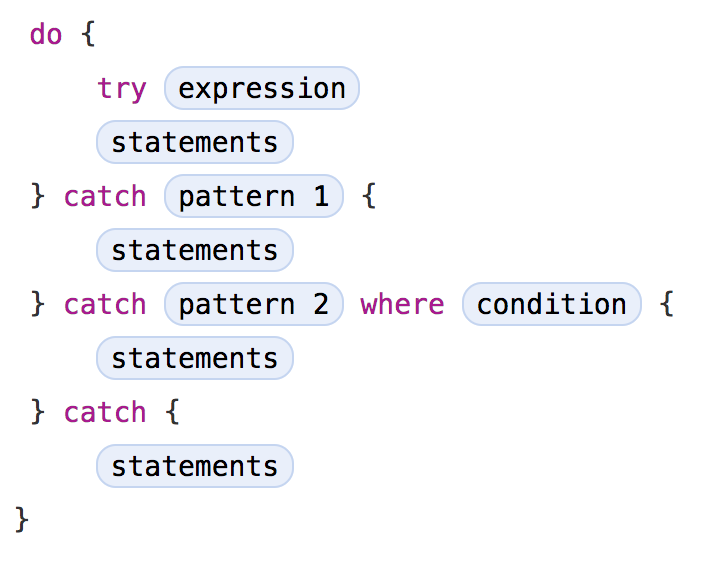 do {
try expression
statements
} catch pattern 1 {
statements
} catch pattern 2 where condition {
statements
} catch {
statements
}